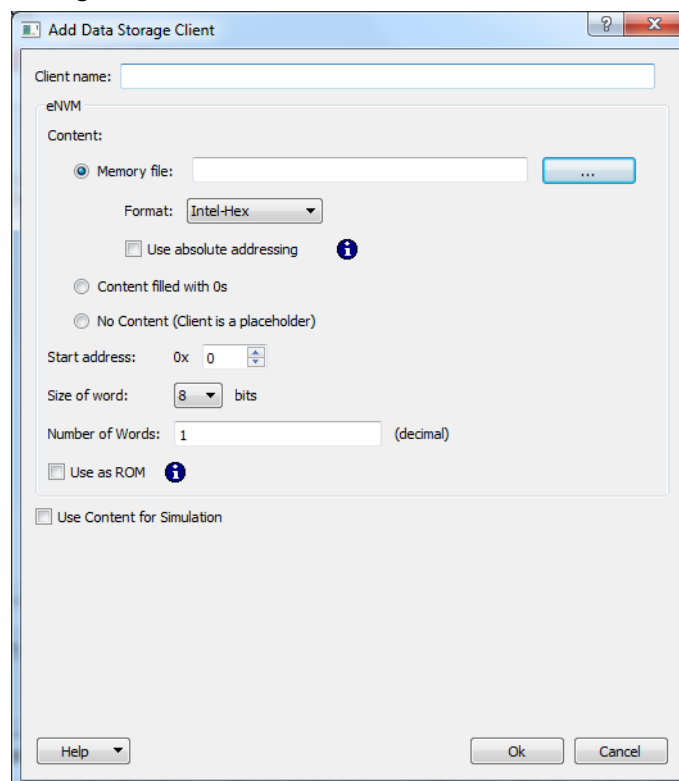 Add Data Storage Client
Client name:
eNVM
Content:
Memory file:
...
Format: Intel-Hex
Use absolute addressing
Content filled with 0s
No Content (Client is a placeholder)
Start address: 0x 0
Size of word: 8 bits
Number of Words: 1 (decimal)
Use as ROM
Use Content for Simulation
Help Ok Cancel